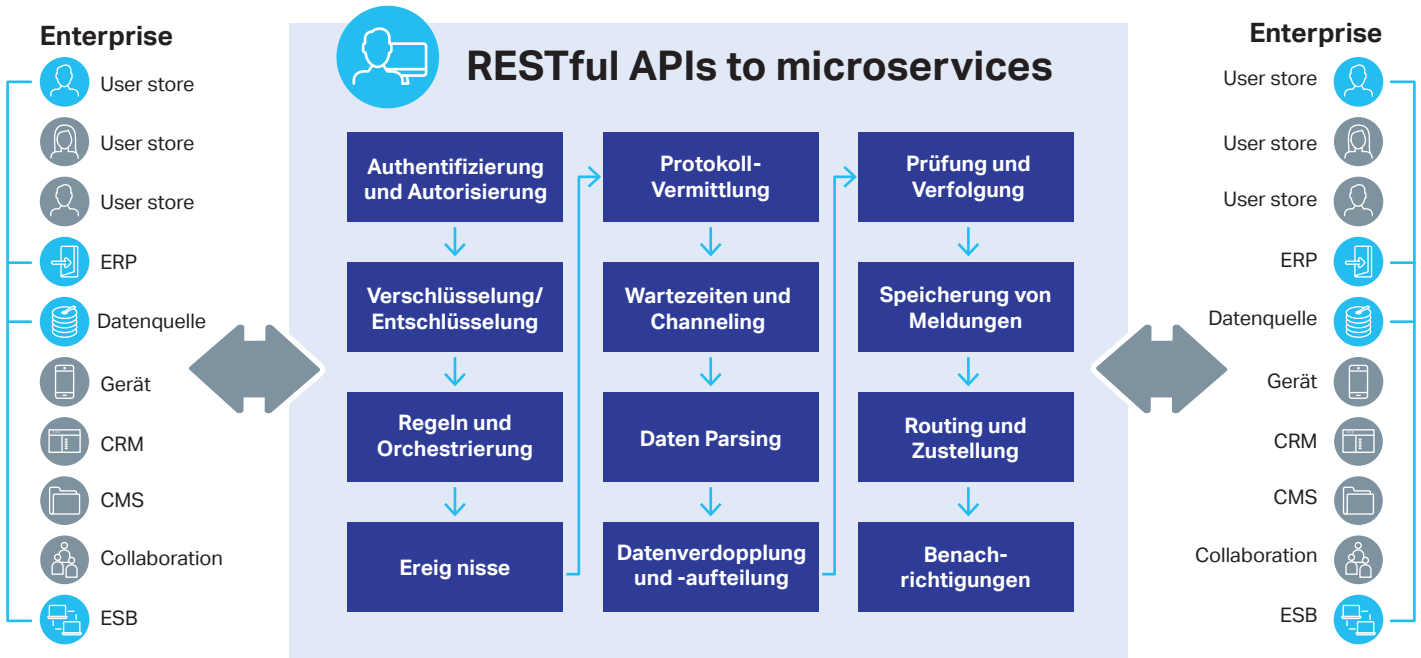 Enterprise
User store
User store
User store
ERP
Datenquelle
Gerät
CRM
CMS
Collaboration
ESB
RESTful APIs to microservices
Authentifizierung
und Autorisierung
Verschlüsselung/
Entschlüsselung
Regeln und
Orchestrierung
Ereig nisse
Protokoll-
Vermittlung
Wartezeiten und
Channeling
Daten Parsing
Datenverdopplung
und -aufteilung
Prüfung und
Verfolgung
Speicherung von
Meldungen
Routing und
Zustellung
Benach-
richtigungen
Enterprise
User store
User store
User store
ERP
Datenquelle
Gerät
CRM
CMS
Collaboration
ESB